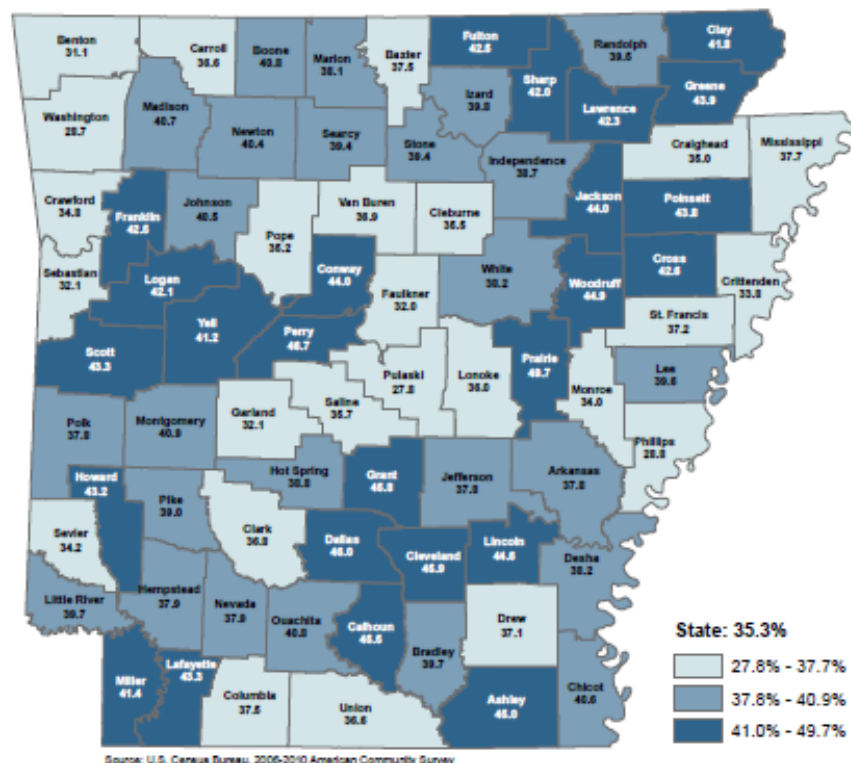 Benton
31.1
Carroll
36.6
Boone
40.8
Marion
38.1
Baxter
37.5
Fulton
42.5
Randolph
39.5
Clay
41.8
Sharp
42.0
Greene
43.9
Izard
39.8
Lawrence
42.3
Washington
28.7
Madison
40.7
Newton
40.4
Searcy
39.4
Stone
39.4
Independence
38.7
Craighead
35.0
Mississippi
37.7
Crawford
34.8
Franklin
42.5
Johnson
40.5
Pope
35.2
Van Buren
36.9
Cleburne
35.5
Jackson
44.0
Poinsett
43.8
Sebastian
32.1
Logan
42.1
Conway
44.0
Faulkner
32.0
White
38.2
Woodruff
44.9
Cross
42.6
Crittenden
33.8
St. Francis
37.2
Scott
43.3
Yell
41.2
Perry
46.7
Pulaski
27.8
Lonoke
36.0
Prairie
49.7
Monroe
34.0
Lee
39.6
Polk
37.8
Montgomery
40.9
Garland
32.1
Saline
35.7
Phillips
28.8
Hot Spring
38.8
Grant
46.8
Jefferson
37.8
Arkansas
37.8
Howard
43.2
Pike
39.0
Clark
36.8
Dallas
46.0
Cleveland
45.9
Lincoln
44.6
Desha
38.2
Sevier
34.2
Little River
39.7
Hempstead
37.9
Nevada
37.9
Ouachita
40.8
Calhoun
45.5
Bradley
39.7
Drew
37.1
Miller
41.4
Lafayette
43.3
Columbia
37.5
Union
36.6
Ashley
45.0
Chicot
40.6
State: 35.3%
27.8% - 37.7%
37.8% - 40.9%
41.0% - 49.7%
Source: U.S. Census Bureau, 2006-2010 American Community Survey